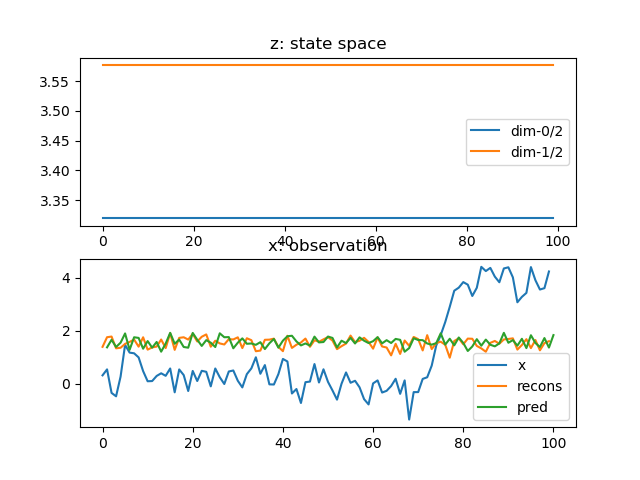 z: state space
3.55
3.50
3.45
3.40
3.35
dim-0/2
dim-1/2
0 20 40 60 80 100
x: observation
4
2
0
x
recons
pred
0 20 40 60 80 100